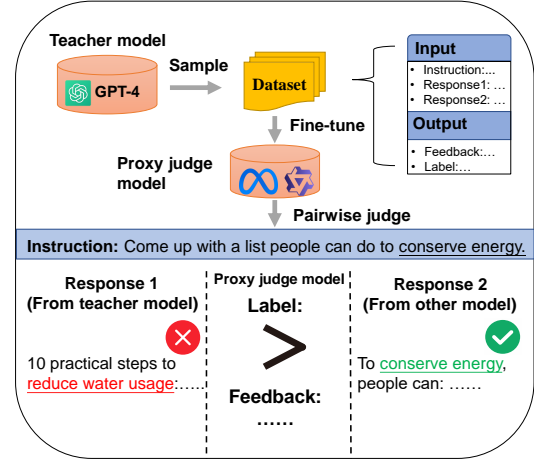 Teacher model
GPT-4
Sample
Dataset
Input
• Instruction:...
• Response1: ...
• Response2: ...
Output
• Feedback:...
• Label:...
Fine-tune
Proxy judge
model
Pairwise judge
Instruction: Come up with a list people can do to conserve energy.
Response 1
(From teacher model)
10 practical steps to
reduce water usage:.....
Proxy judge model
Label:
>
Feedback:
......
Response 2
(From other model)
To conserve energy,
people can: ......